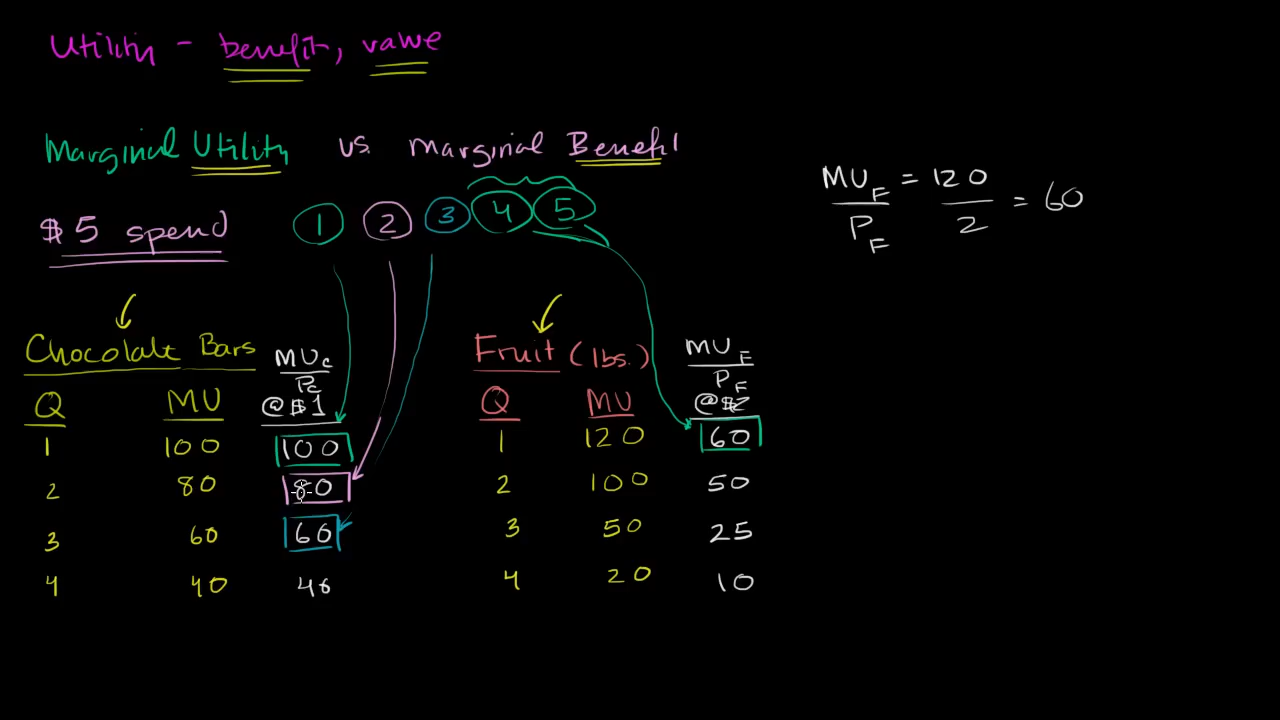 Utility - benefit, value
Marginal Utility vs. Marginal Benefit
$5 spend 1 2 3 4 5
MU_F / P_F = 120 / 2 = 60
Chocolate Bars MU_C / P_C @ $1
Q MU
1 100 100
2 80 80
3 60 60
4 40 40
Fruit (lbs.) MU_F / P_F @ $2
Q MU
1 120 60
2 100 50
3 50 25
4 20 10